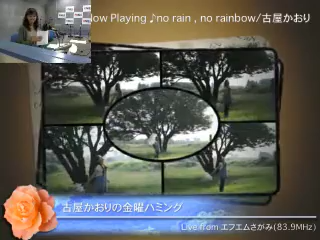 ow Playing ♪no rain , no rainbow/古屋かおり
古屋かおりの金曜ハミング
Live from エフエムさがみ(83.9MHz)